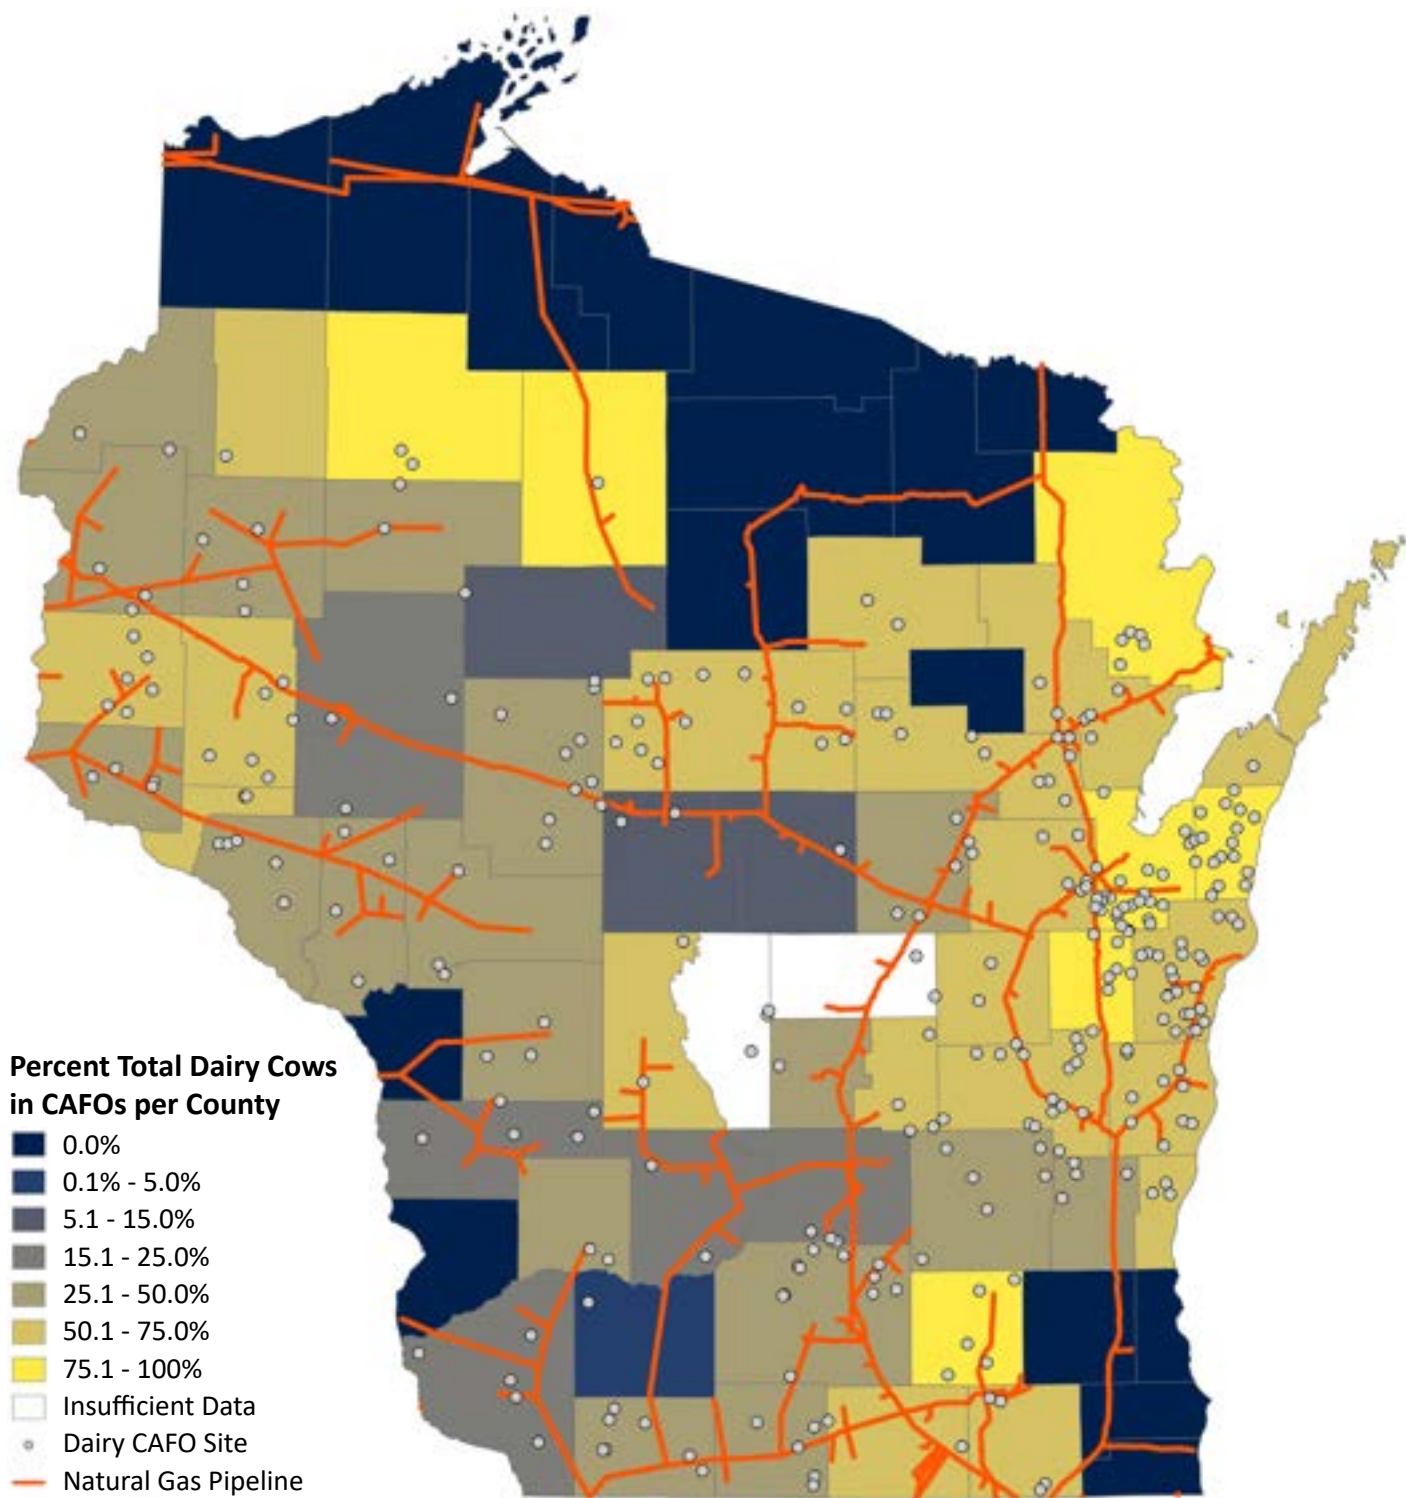 Percent Total Dairy Cows
in CAFOs per County
0.0%
0.1% - 5.0%
5.1 - 15.0%
15.1 - 25.0%
25.1 - 50.0%
50.1 - 75.0%
75.1 - 100%
Insufficient Data
Dairy CAFO Site
Natural Gas Pipeline